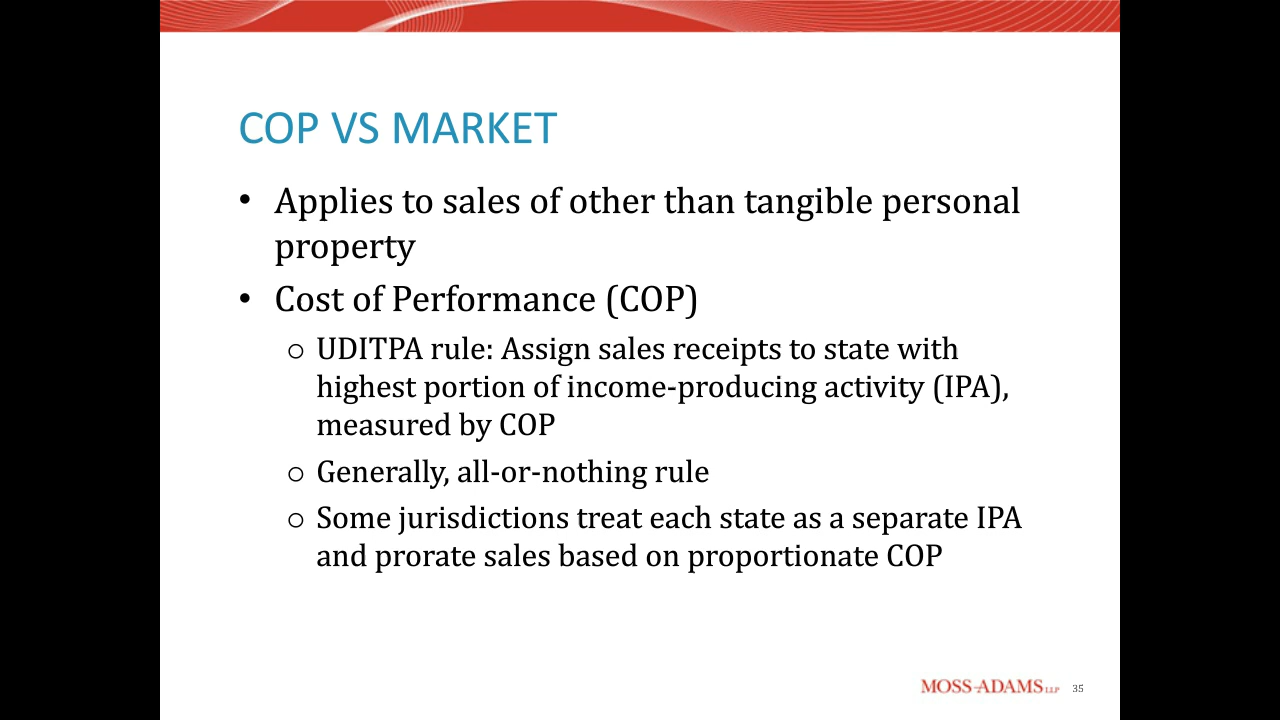 COP VS MARKET
• Applies to sales of other than tangible personal
property
• Cost of Performance (COP)
○ UDITPA rule: Assign sales receipts to state with
highest portion of income-producing activity (IPA),
measured by COP
○ Generally, all-or-nothing rule
○ Some jurisdictions treat each state as a separate IPA
and prorate sales based on proportionate COP
MOSS-ADAMS LLP 35